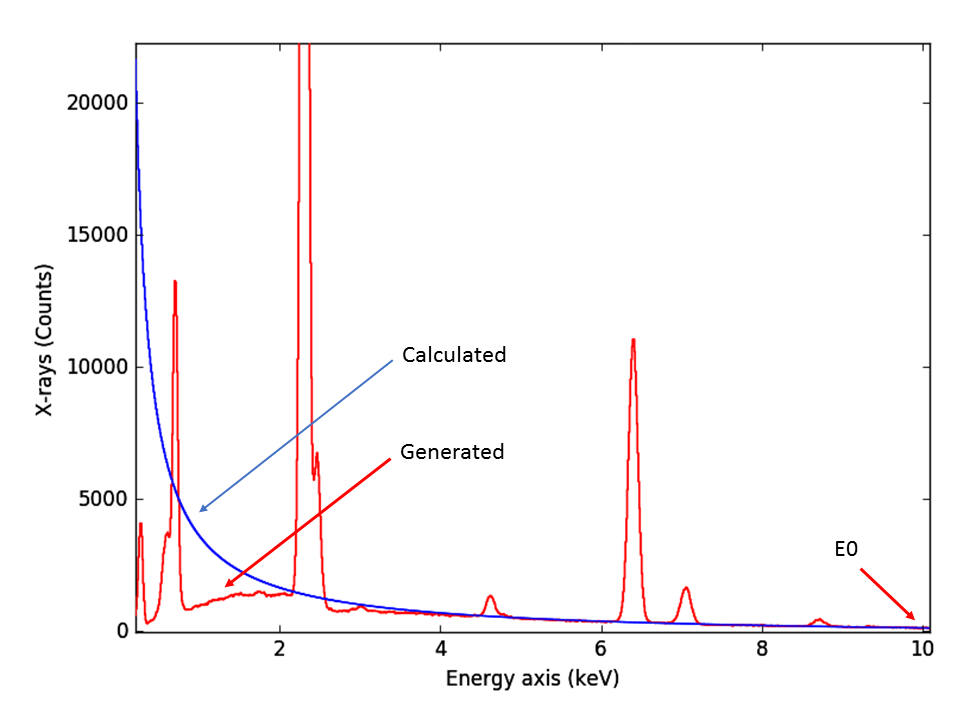 20000
15000
10000
5000
0
X-rays (Counts)
Calculated
Generated
E0
2 4 6 8 10
Energy axis (keV)